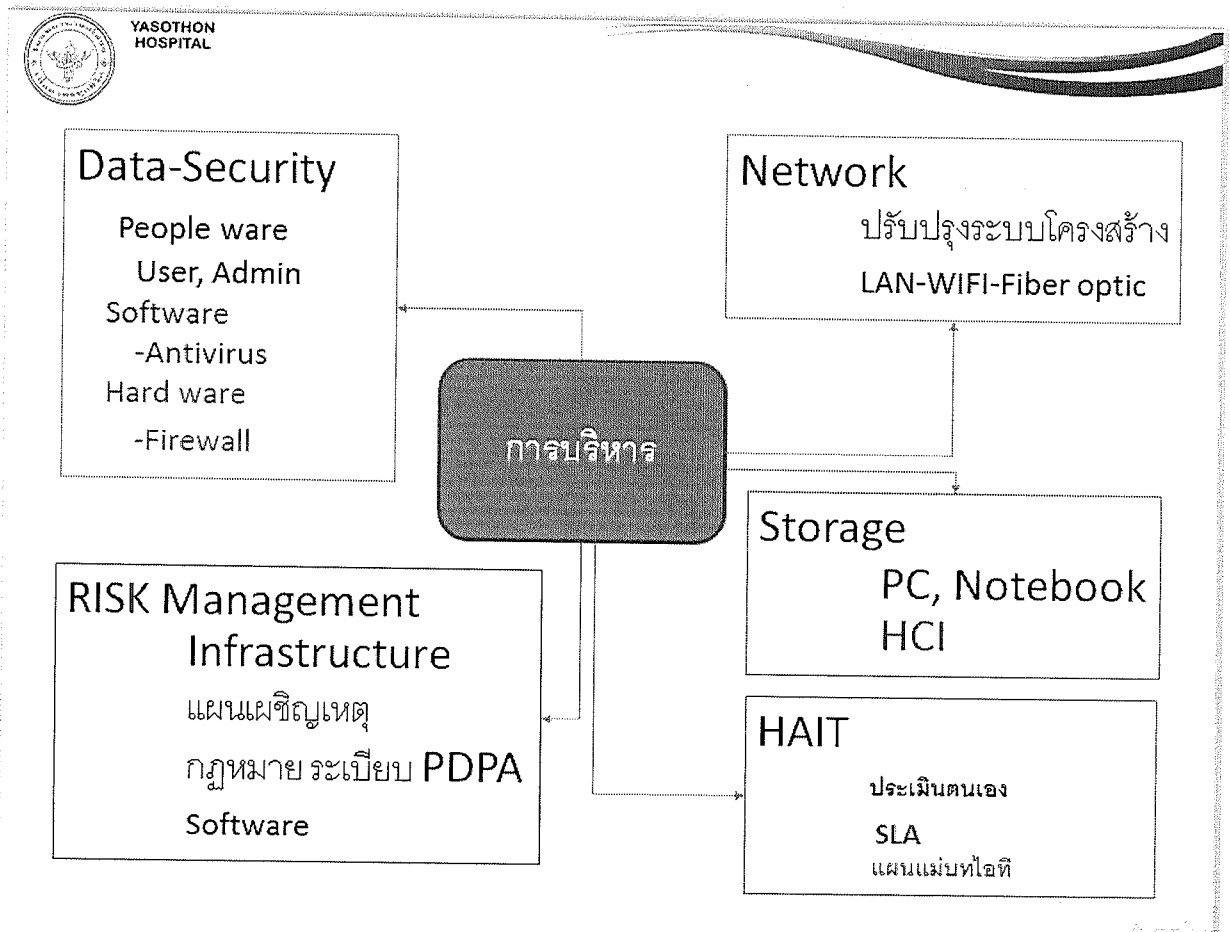 YASOTHON
HOSPITAL
Data-Security
People ware
User, Admin
Software
-Antivirus
Hard ware
-Firewall
Network
ปรับปรุงระบบโครงสร้าง
LAN-WIFI-Fiber optic
การบริหาร
Storage
PC, Notebook
HCI
RISK Management
Infrastructure
แผนเผชิญเหตุ
กฎหมาย ระเบียบ PDPA
Software
HAIT
ประเมินตนเอง
SLA
แผนแม่บทไอที